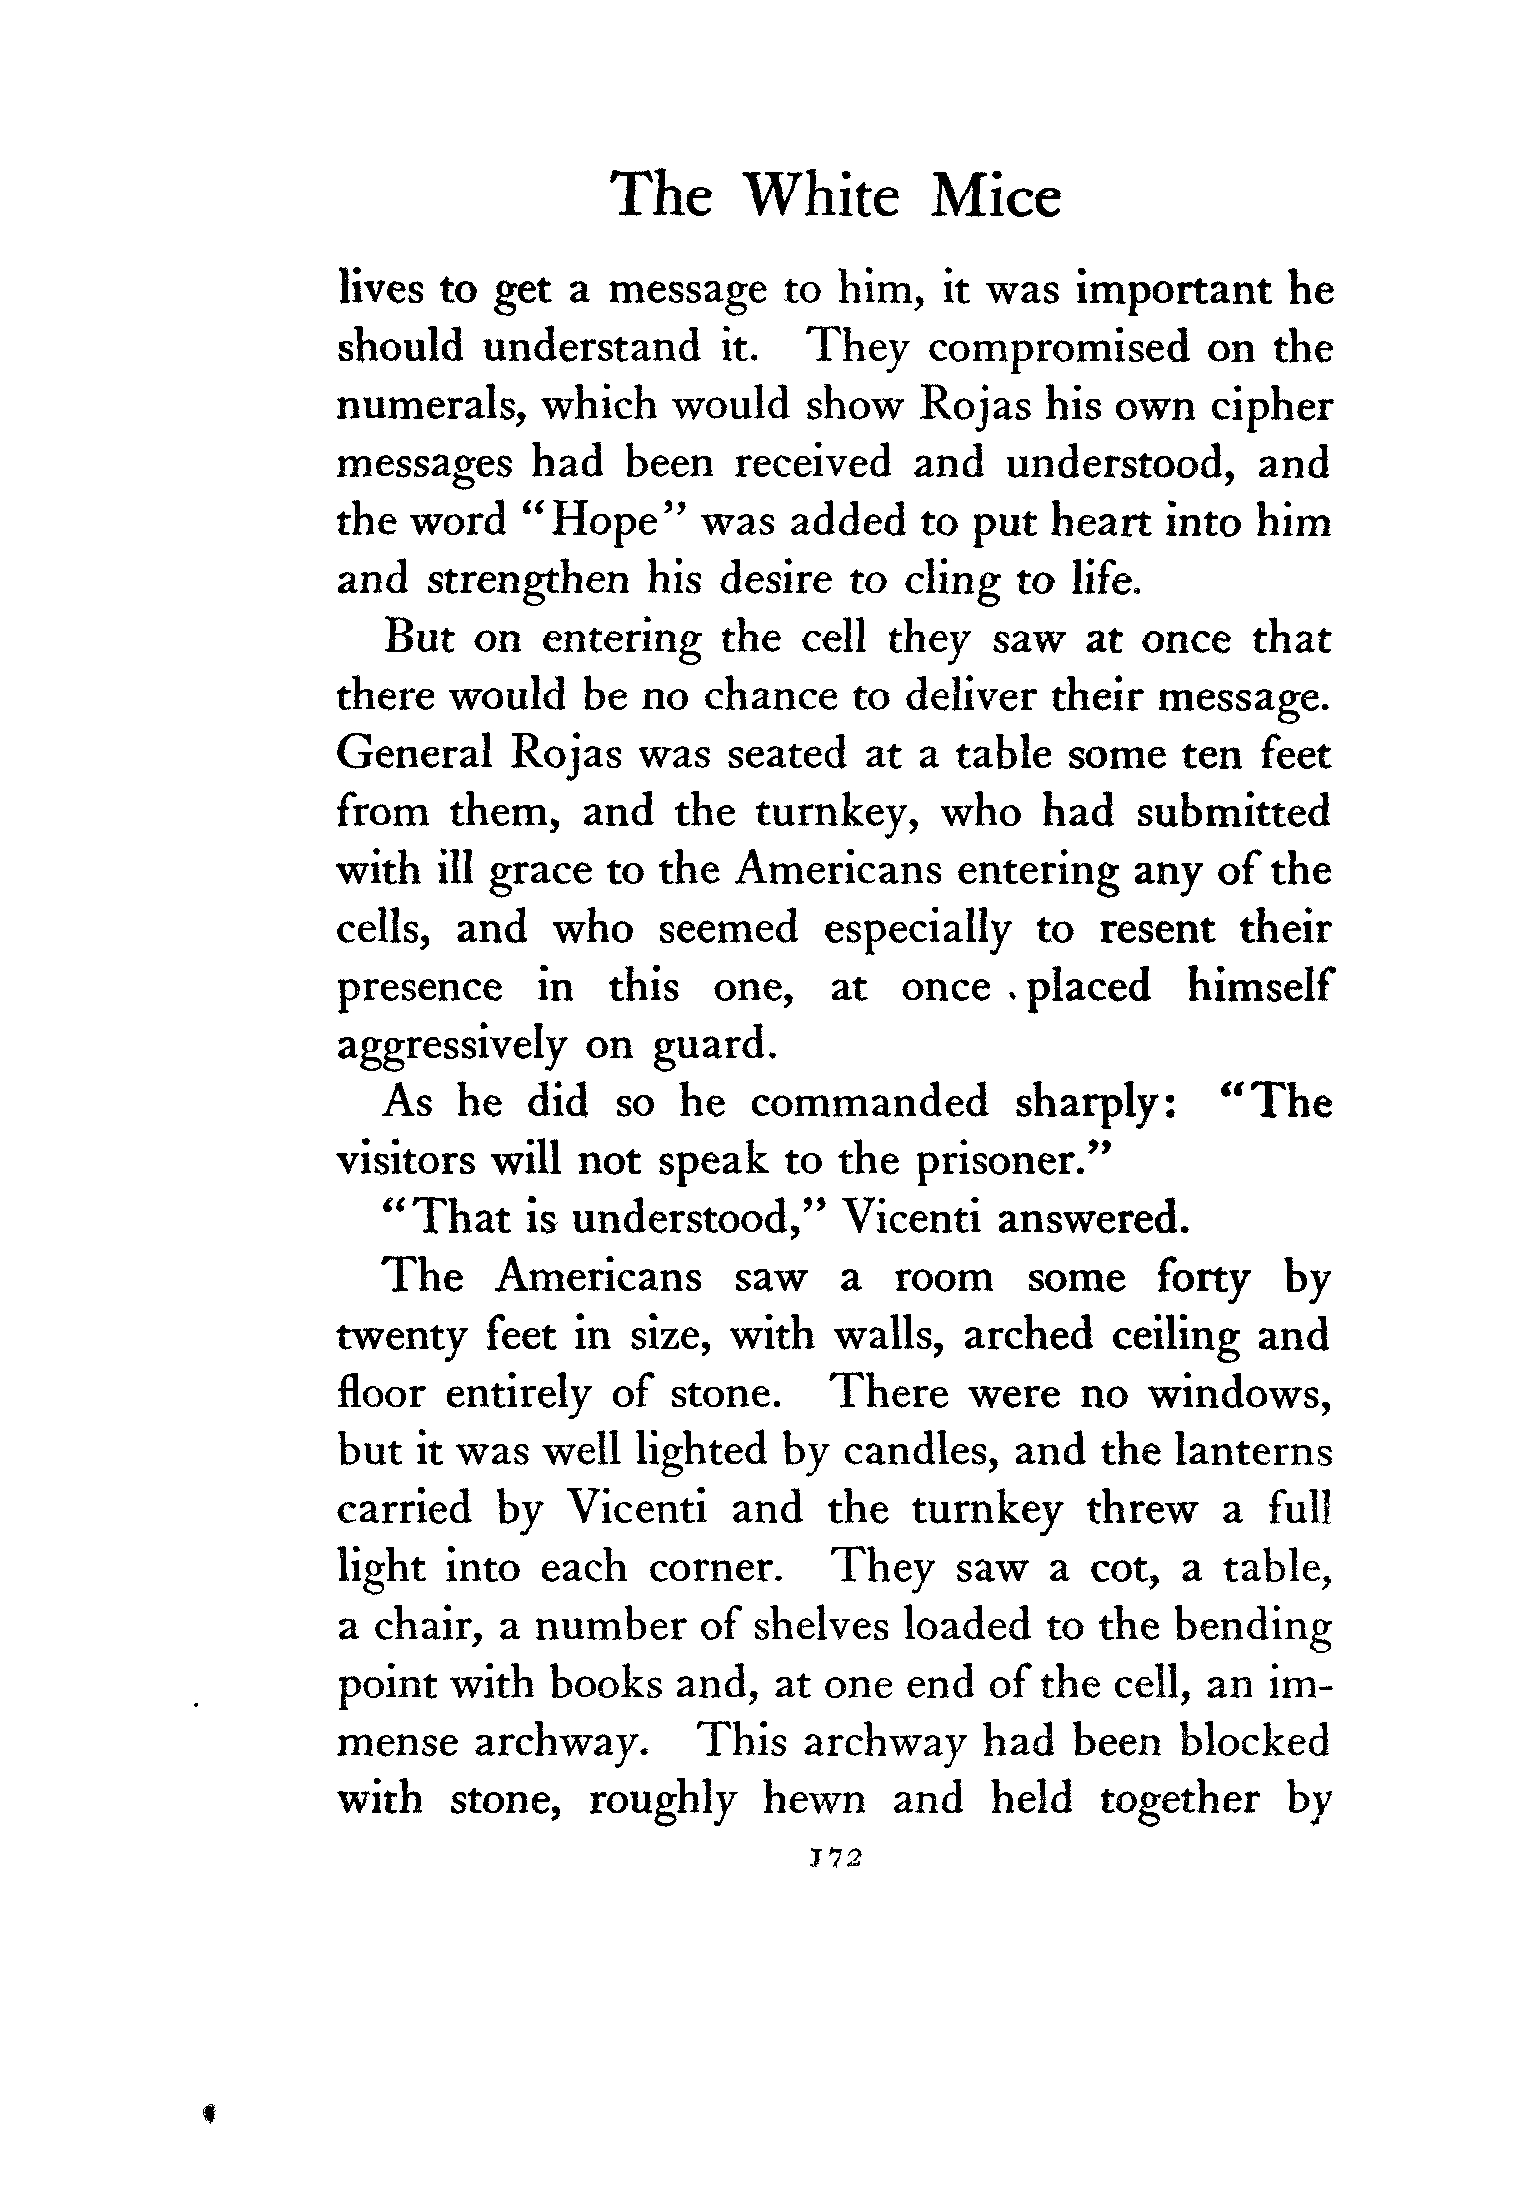 The White Mice
lives to get a message to him, it was important he
should understand it. They compromised on the
numerals, which would show Rojas his own cipher
messages had been received and understood, and
the word "Hope" was added to put heart into him
and strengthen his desire to cling to life.
But on entering the cell they saw at once that
there would be no chance to deliver their message.
General Rojas was seated at a table some ten feet
from them, and the turnkey, who had submitted
with ill grace to the Americans entering any of the
cells, and who seemed especially to resent their
presence in this one, at once placed himself
aggressively on guard.
As he did so he commanded sharply: "The
visitors will not speak to the prisoner."
"That is understood," Vicenti answered.
The Americans saw a room some forty by
twenty feet in size, with walls, arched ceiling and
floor entirely of stone. There were no windows,
but it was well lighted by candles, and the lanterns
carried by Vicenti and the turnkey threw a full
light into each corner. They saw a cot, a table,
a chair, a number of shelves loaded to the bending
point with books and, at one end of the cell, an im-
mense archway. This archway had been blocked
with stone, roughly hewn and held together by
172